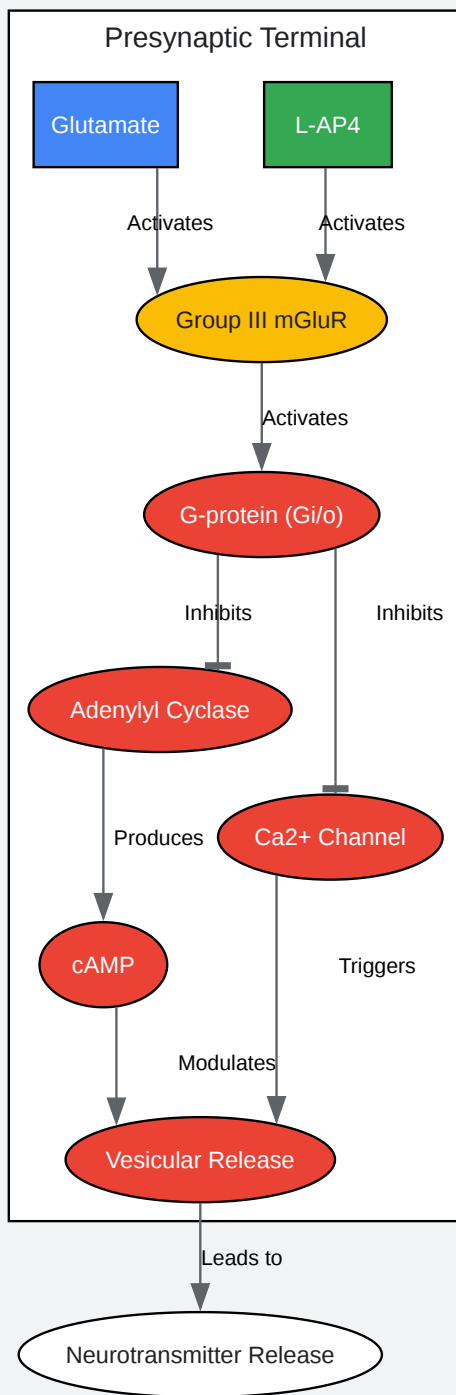 Presynaptic Terminal
Glutamate
L-AP4
Activates
Activates
Group III mGluR
Activates
G-protein (Gi/o)
Inhibits
Inhibits
Adenylyl Cyclase
Produces
Ca2+ Channel
cAMP
Triggers
Modulates
Vesicular Release
Leads to
Neurotransmitter Release